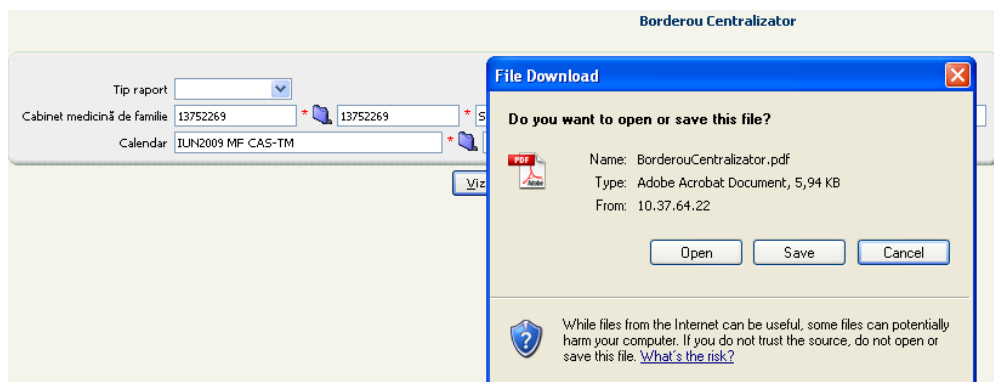 Borderou Centralizator
Tip raport
Cabinet medicină de familie 13752269 * 13752269 * S
Calendar IUN2009 MF CAS-TM *
Viz
File Download
Do you want to open or save this file?
PDF
Adobe
Name: BorderouCentralizator.pdf
Type: Adobe Acrobat Document, 5,94 KB
From: 10.37.64.22
Open Save Cancel
While files from the Internet can be useful, some files can potentially
harm your computer. If you do not trust the source, do not open or
save this file. What's the risk?